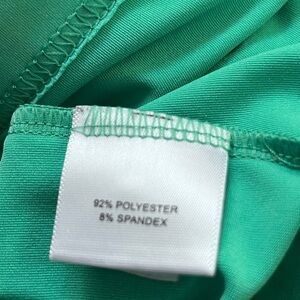 92% POLYESTER
8% SPANDEX